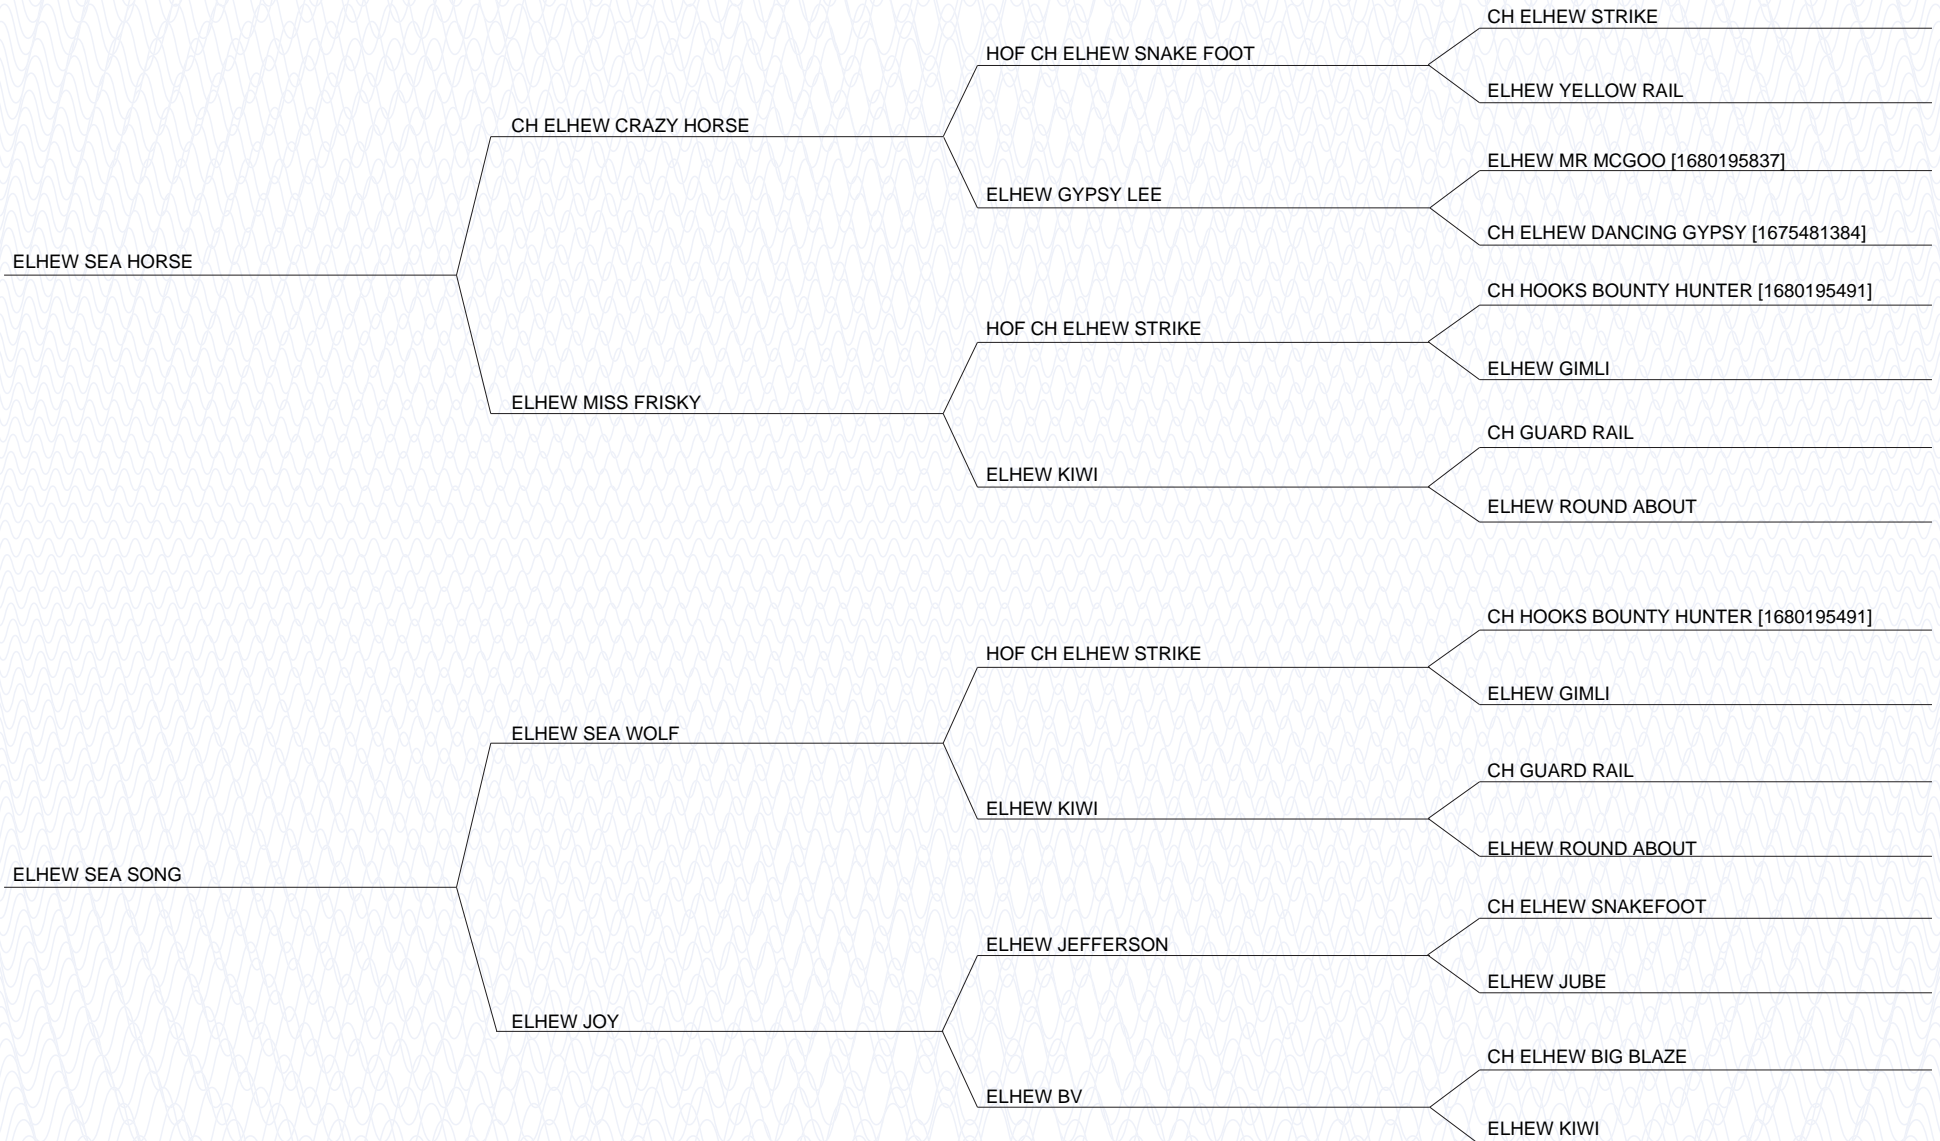 CH ELHEW STRIKE
HOF CH ELHEW SNAKE FOOT
ELHEW YELLOW RAIL
CH ELHEW CRAZY HORSE
ELHEW MR MCGOO [1680195837]
ELHEW GYPSY LEE
CH ELHEW DANCING GYPSY [1675481384]
ELHEW SEA HORSE
CH HOOKS BOUNTY HUNTER [1680195491]
HOF CH ELHEW STRIKE
ELHEW GIMLI
ELHEW MISS FRISKY
CH GUARD RAIL
ELHEW KIWI
ELHEW ROUND ABOUT
CH HOOKS BOUNTY HUNTER [1680195491]
HOF CH ELHEW STRIKE
ELHEW GIMLI
ELHEW SEA WOLF
CH GUARD RAIL
ELHEW KIWI
ELHEW ROUND ABOUT
ELHEW SEA SONG
CH ELHEW SNAKEFOOT
ELHEW JEFFERSON
ELHEW JUBE
ELHEW JOY
CH ELHEW BIG BLAZE
ELHEW BV
ELHEW KIWI